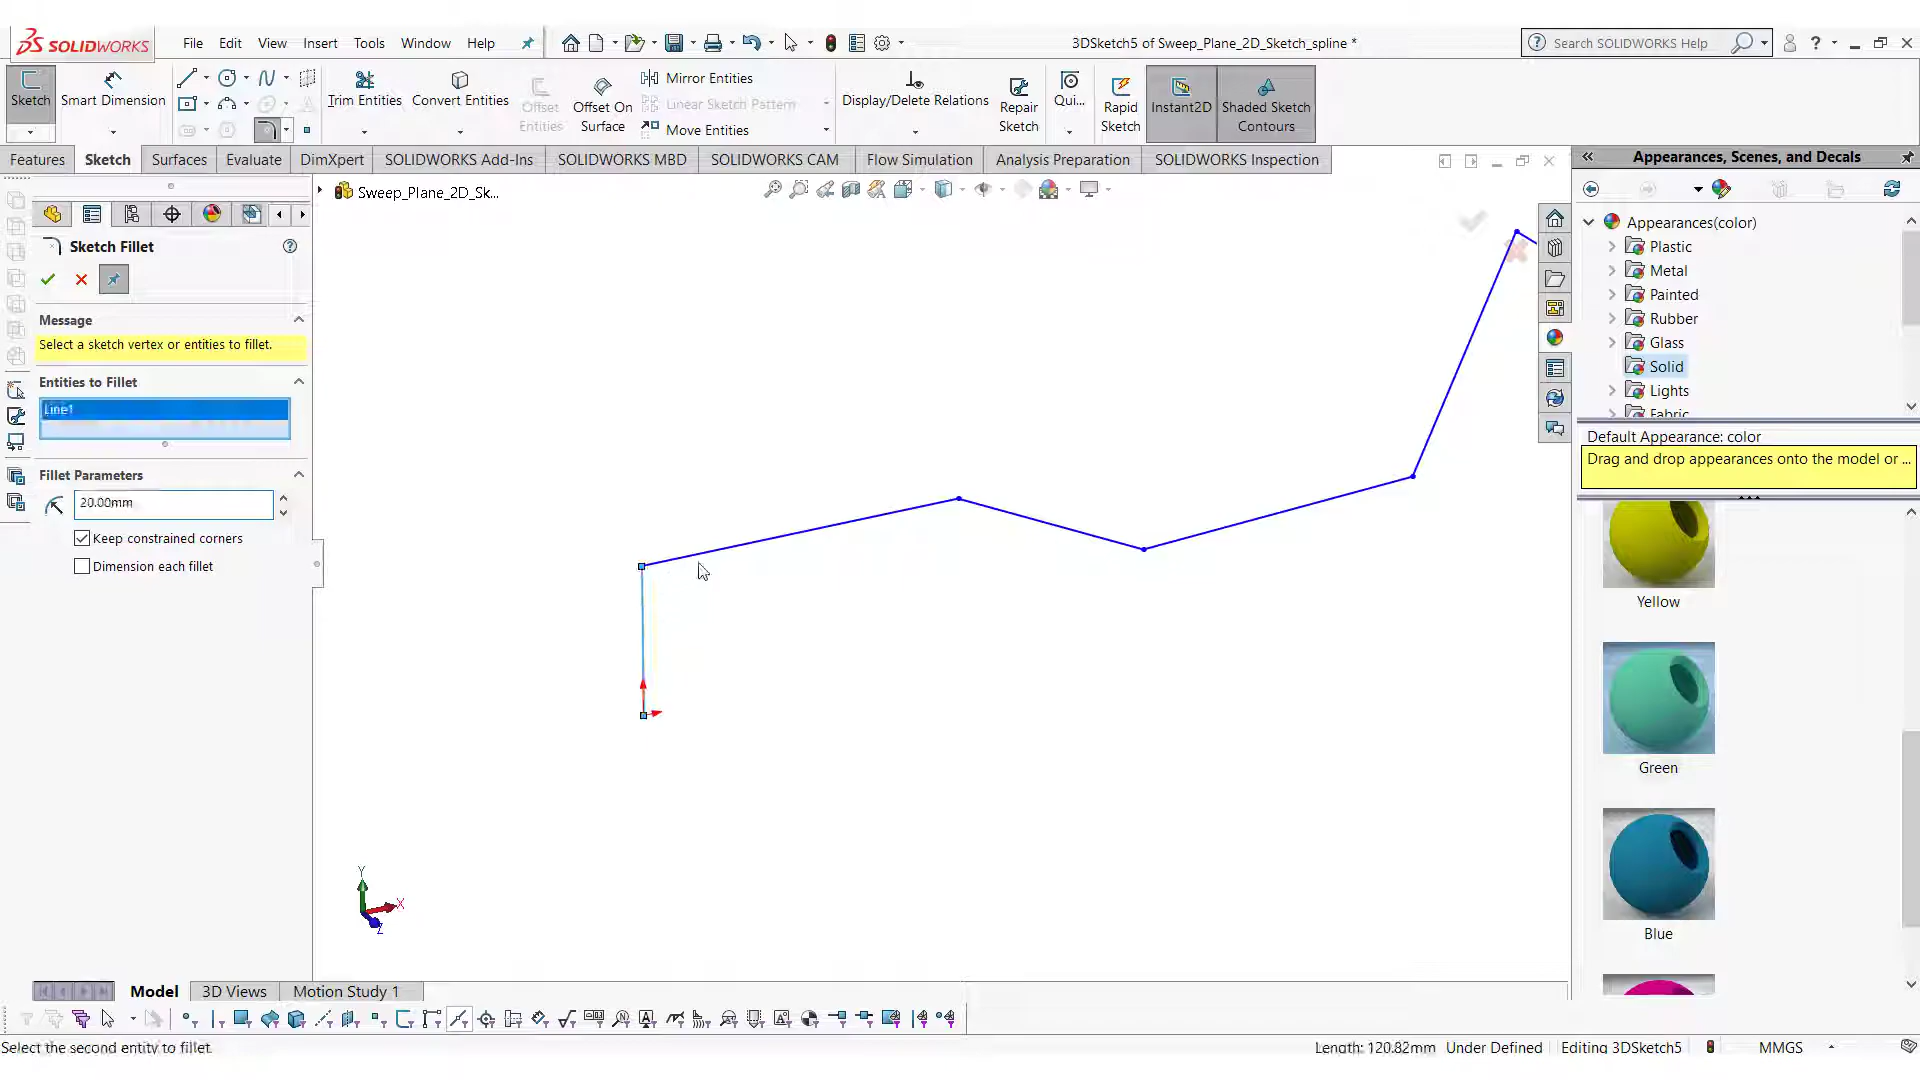 SOLIDWORKS
File Edit View Insert Tools Window Help
3DSketch5 of Sweep_Plane_2D_Sketch_spline *
Search SOLIDWORKS Help
Sketch
Smart Dimension
Trim Entities
Convert Entities
Offset Entities
Offset On Surface
Mirror Entities
Linear Sketch Pattern
Move Entities
Display/Delete Relations
Repair Sketch
Qui...
Rapid Sketch
Instant2D
Shaded Sketch Contours
Features Sketch Surfaces Evaluate DimXpert SOLIDWORKS Add-Ins SOLIDWORKS MBD SOLIDWORKS CAM Flow Simulation Analysis Preparation SOLIDWORKS Inspection
Sweep_Plane_2D_Sk...
Sketch Fillet
Message
Select a sketch vertex or entities to fillet.
Entities to Fillet
Line1
Fillet Parameters
20.00mm
Keep constrained corners
Dimension each fillet
Y
X
Z
Appearances, Scenes, and Decals
Appearances(color)
Plastic
Metal
Painted
Rubber
Glass
Solid
Lights
Fabric
Default Appearance: color
Drag and drop appearances onto the model or ...
Yellow
Green
Blue
Model 3D Views Motion Study 1
Select the second entity to fillet.
Length: 120.82mm Under Defined Editing 3DSketch5 MMGS